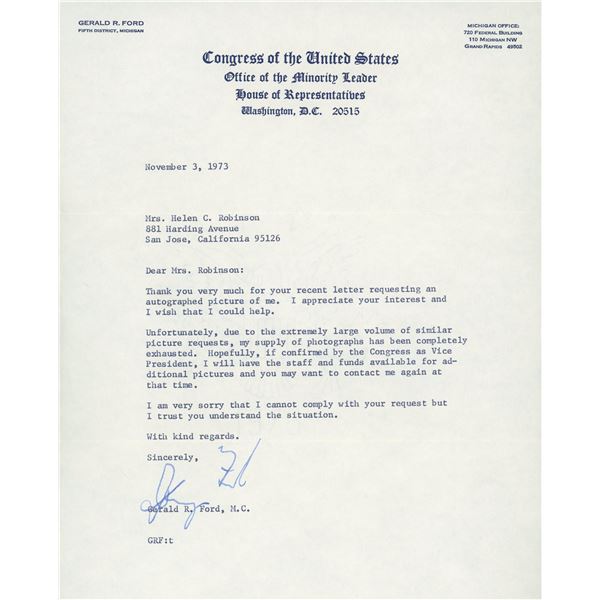 GERALD R. FORD
FIFTH DISTRICT, MICHIGAN
MICHIGAN OFFICE:
720 FEDERAL BUILDING
110 MICHIGAN NW
GRAND RAPIDS 49502
Congress of the United States
Office of the Minority Leader
House of Representatives
Washington, D.C. 20515
November 3, 1973
Mrs. Helen C. Robinson
881 Harding Avenue
San Jose, California 95126
Dear Mrs. Robinson:
Thank you very much for your recent letter requesting an
autographed picture of me. I appreciate your interest and
I wish that I could help.
Unfortunately, due to the extremely large volume of similar
picture requests, my supply of photographs has been completely
exhausted. Hopefully, if confirmed by the Congress as Vice
President, I will have the staff and funds available for ad-
ditional pictures and you may want to contact me again at
that time.
I am very sorry that I cannot comply with your request but
I trust you understand the situation.
With kind regards.
Sincerely,
Gerald R. Ford, M.C.
GRF:t